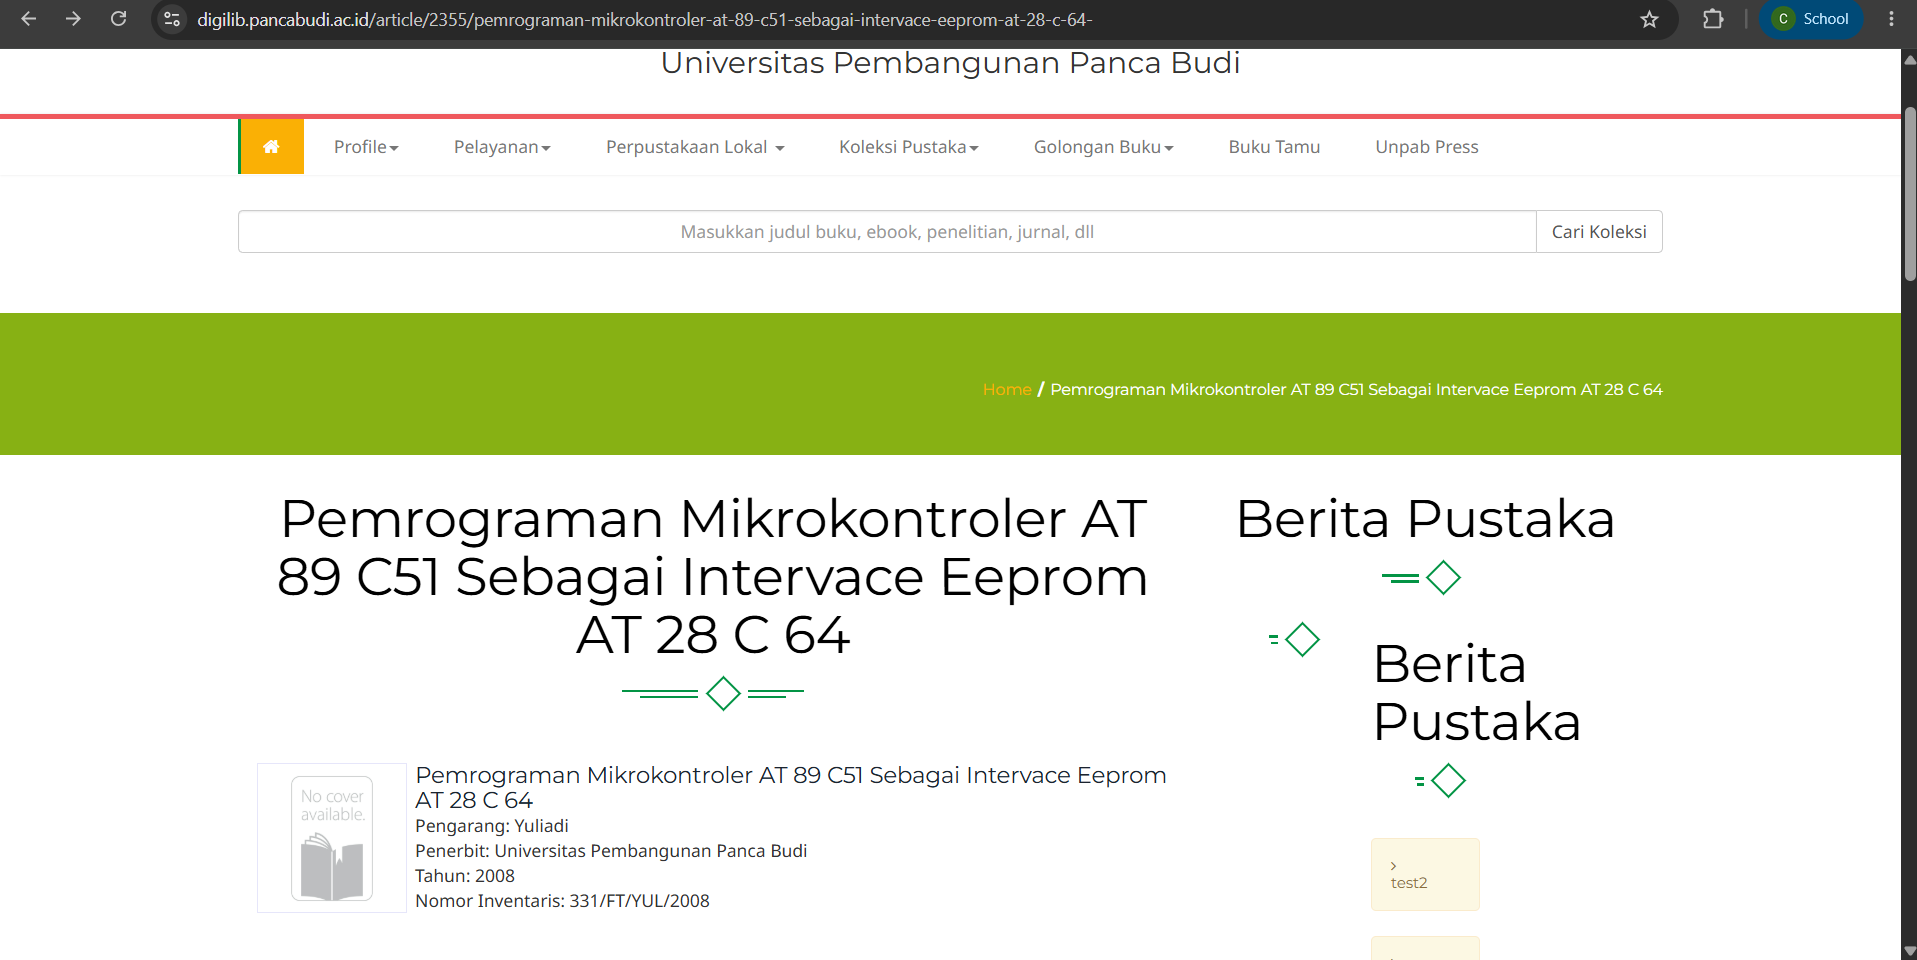 digilib.pancabudi.ac.id/article/2355/pemrograman-mikrokontroler-at-89-c51-sebagai-intervace-eeprom-at-28-c-64-
C School
Universitas Pembangunan Panca Budi
Profile Pelayanan Perpustakaan Lokal Koleksi Pustaka Golongan Buku Buku Tamu Unpab Press
Masukkan judul buku, ebook, penelitian, jurnal, dll Cari Koleksi
Home / Pemrograman Mikrokontroler AT 89 C51 Sebagai Intervace Eeprom AT 28 C 64
Pemrograman Mikrokontroler AT
89 C51 Sebagai Intervace Eeprom
AT 28 C 64
No cover
available.
Pemrograman Mikrokontroler AT 89 C51 Sebagai Intervace Eeprom
AT 28 C 64
Pengarang: Yuliadi
Penerbit: Universitas Pembangunan Panca Budi
Tahun: 2008
Nomor Inventaris: 331/FT/YUL/2008
Berita Pustaka
Berita
Pustaka
test2